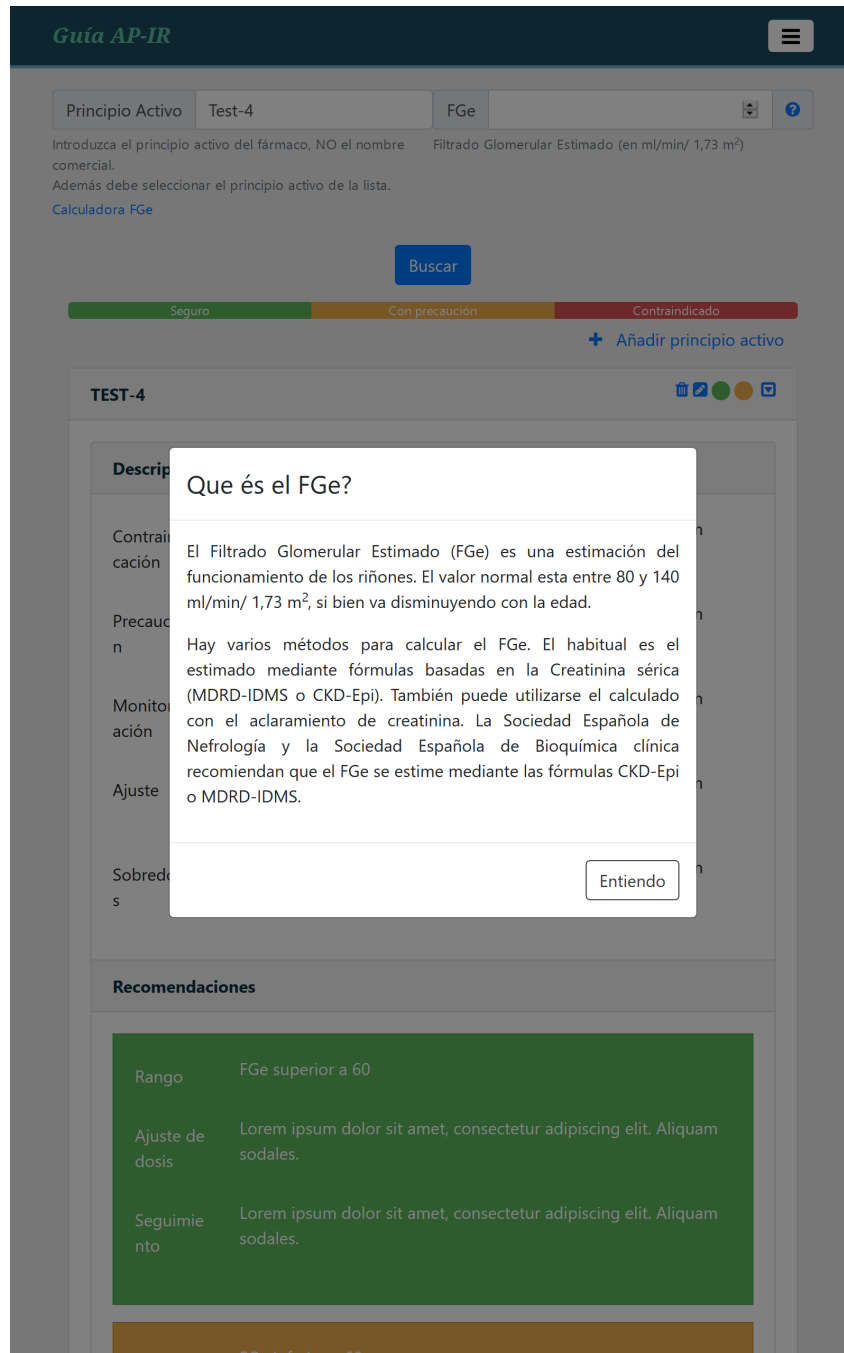 Guía AP-IR
Principio Activo
Test-4
FGe
Introduzca el principio activo del fármaco, NO el nombre
comercial.
Además debe seleccionar el principio activo de la lista.
Filtrado Glomerular Estimado (en ml/min/ 1,73 m²)
Calculadora FGe
Buscar
Seguro
Con precaución
Contraindicado
Añadir principio activo
TEST-4
Descrip
Contrain
cación
Precauc
n
Monitor
ación
Ajuste
Sobredo
s
Que és el FGe?
El Filtrado Glomerular Estimado (FGe) es una estimación del
funcionamiento de los riñones. El valor normal esta entre 80 y 140
ml/min/ 1,73 m², si bien va disminuyendo con la edad.
Hay varios métodos para calcular el FGe. El habitual es el
estimado mediante fórmulas basadas en la Creatinina sérica
(MDRD-IDMS o CKD-Epi). También puede utilizarse el calculado
con el aclaramiento de creatinina. La Sociedad Española de
Nefrología y la Sociedad Española de Bioquímica clínica
recomiendan que el FGe se estime mediante las fórmulas CKD-Epi
o MDRD-IDMS.
Entiendo
Recomendaciones
Rango
FGe superior a 60
Ajuste de
dosis
Lorem ipsum dolor sit amet, consectetur adipiscing elit. Aliquam
sodales.
Seguimie
nto
Lorem ipsum dolor sit amet, consectetur adipiscing elit. Aliquam
sodales.